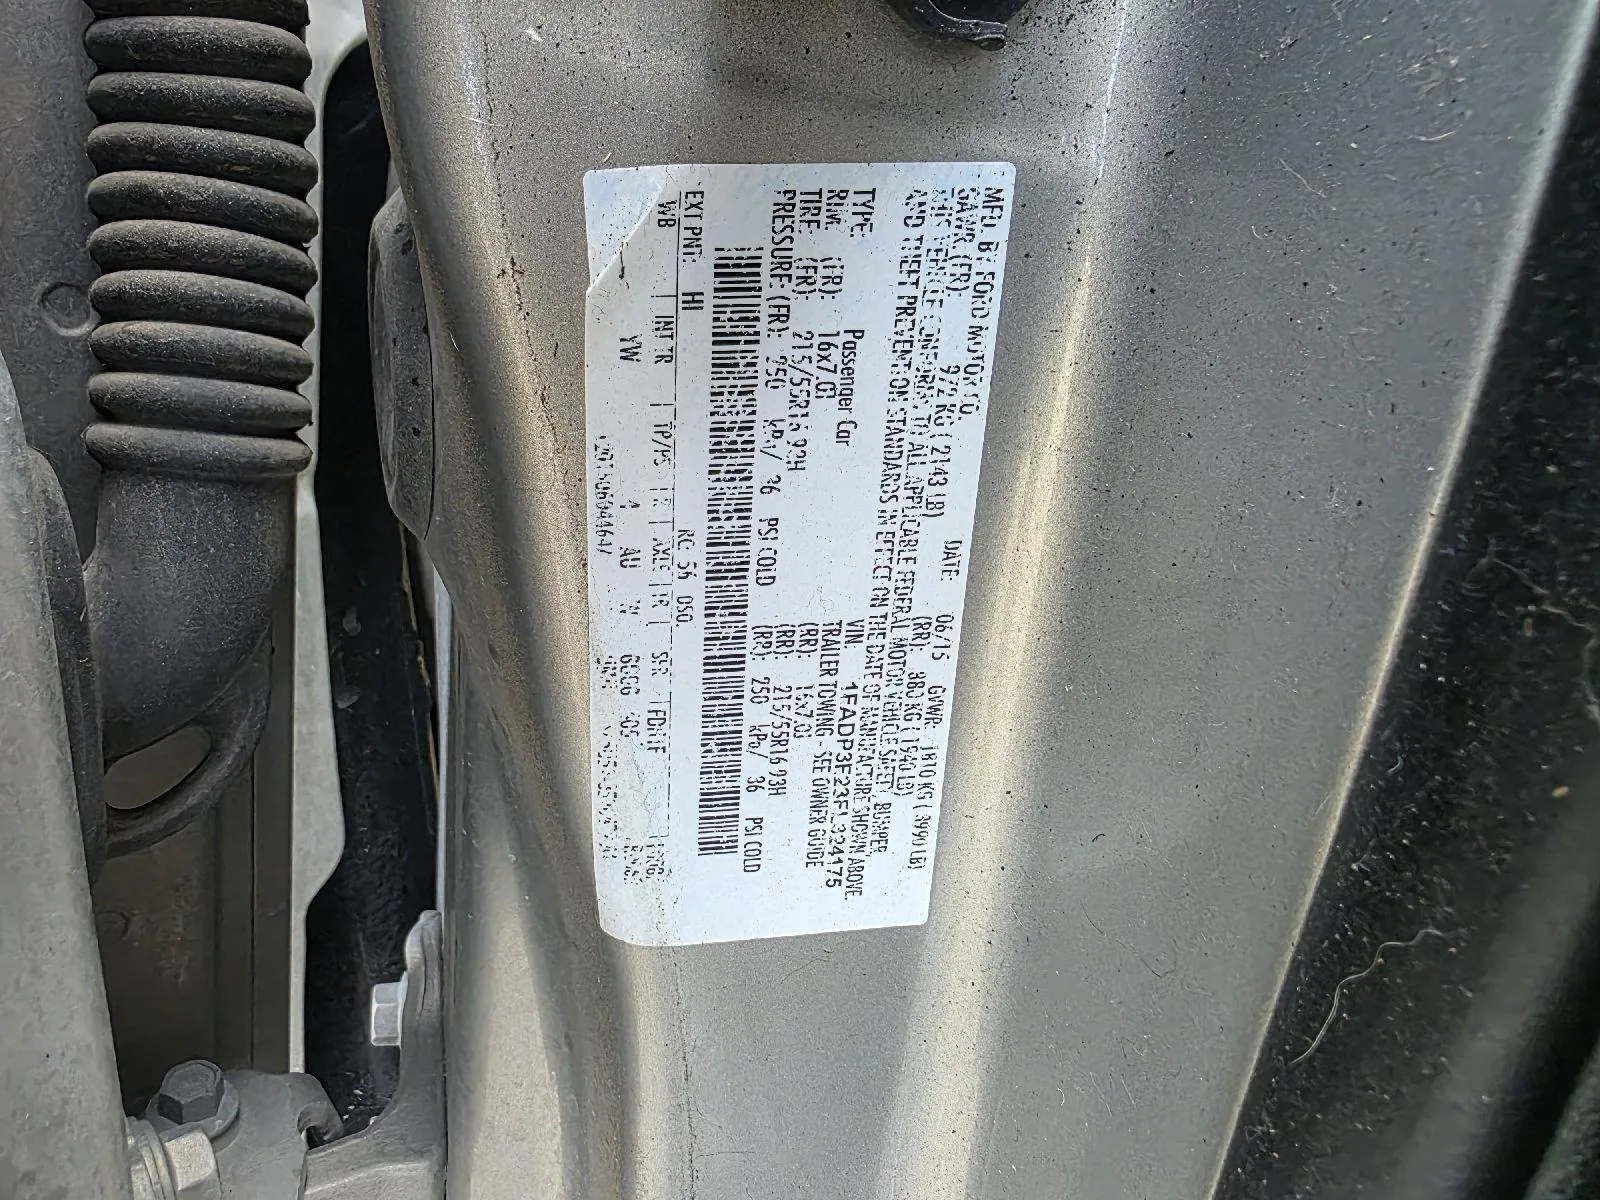 MFD. BY FORD MOTOR CO.
DATE: 06/15 GVWR: 1810 KG ( 3990 LB)
GAWR (FR): 972 KG ( 2143 LB) (RR): 880 KG ( 1940 LB)
THIS VEHICLE CONFORMS TO ALL APPLICABLE FEDERAL MOTOR VEHICLE SAFETY, BUMPER,
AND THEFT PREVENTION STANDARDS IN EFFECT ON THE DATE OF MANUFACTURE SHOWN ABOVE
VIN: 1FADP3F23FL324175
TYPE: Passenger Car TRAILER TOWING - SEE OWNER GUIDE
RIM: (FR): 16x7.0J (RR): 16x7.0J
TIRE: (FR): 215/55R16 93H (RR): 215/55R16 93H
PRESSURE: (FR): 250 kPa/ 36 PSI COLD (RR): 250 kPa/ 36 PSI COLD
EXT PNT: HI RC: 56 DSO:
WB INT TR TP/PS R AXLE TR SPR
YW 4 AU W